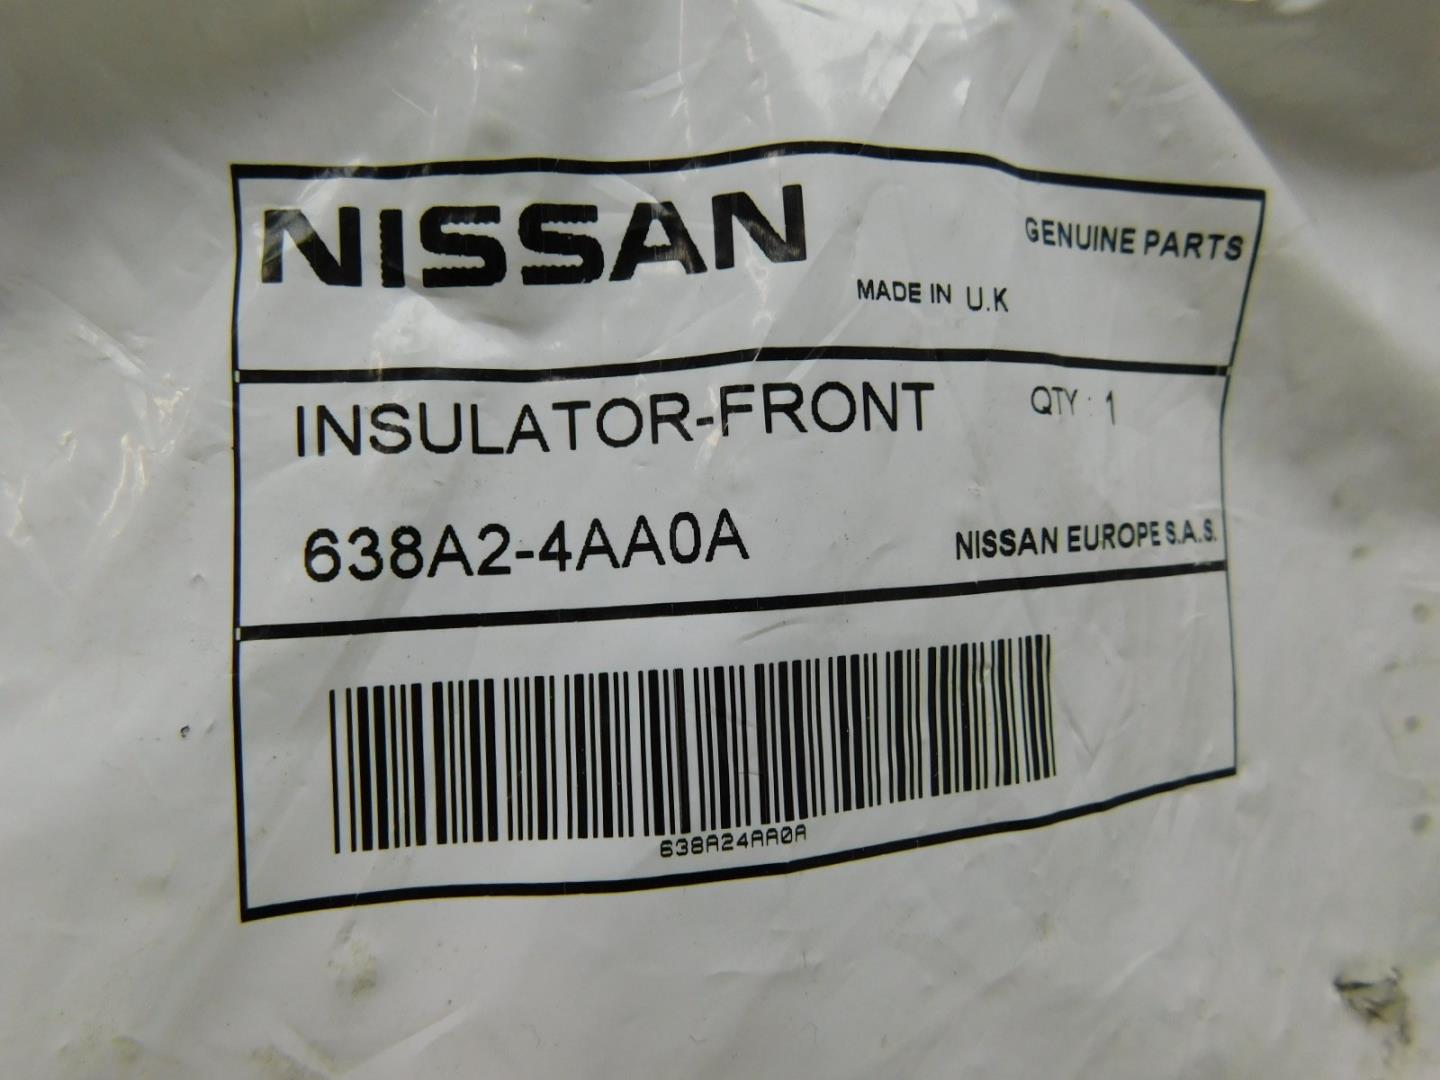 NISSAN
GENUINE PARTS
MADE IN U.K
INSULATOR-FRONT QTY : 1
638A2-4AA0A NISSAN EUROPE S.A.S.
638A24AA0A